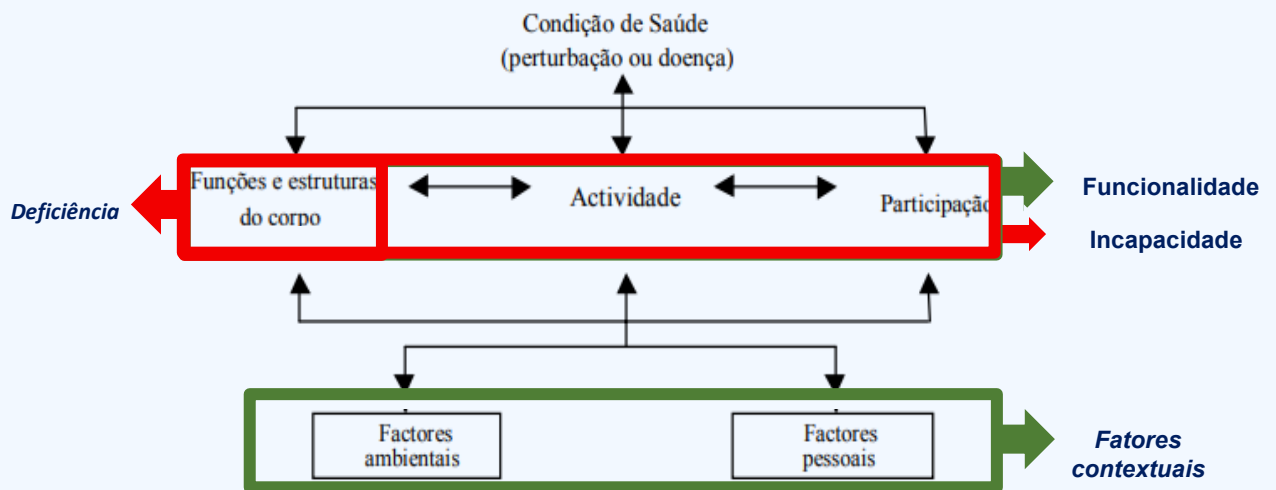 Condição de Saúde
(perturbação ou doença)
Deficiência
Funções e estruturas
do corpo
Actividade
Participação
Funcionalidade
Incapacidade
Factores
ambientais
Factores
pessoais
Fatores
contextuais